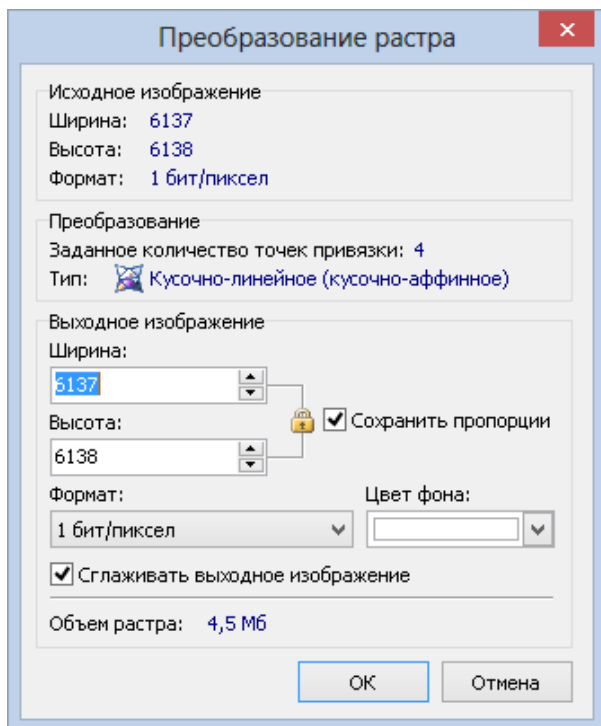 Преобразование растра
Исходное изображение
Ширина: 6137
Высота: 6138
Формат: 1 бит/пиксел
Преобразование
Заданное количество точек привязки: 4
Тип: Кусочно-линейное (кусочно-аффинное)
Выходное изображение
Ширина:
6137
Высота:
Сохранить пропорции
6138
Формат: Цвет фона:
1 бит/пиксел
Сглаживать выходное изображение
Объем растра: 4,5 Мб
ОК Отмена